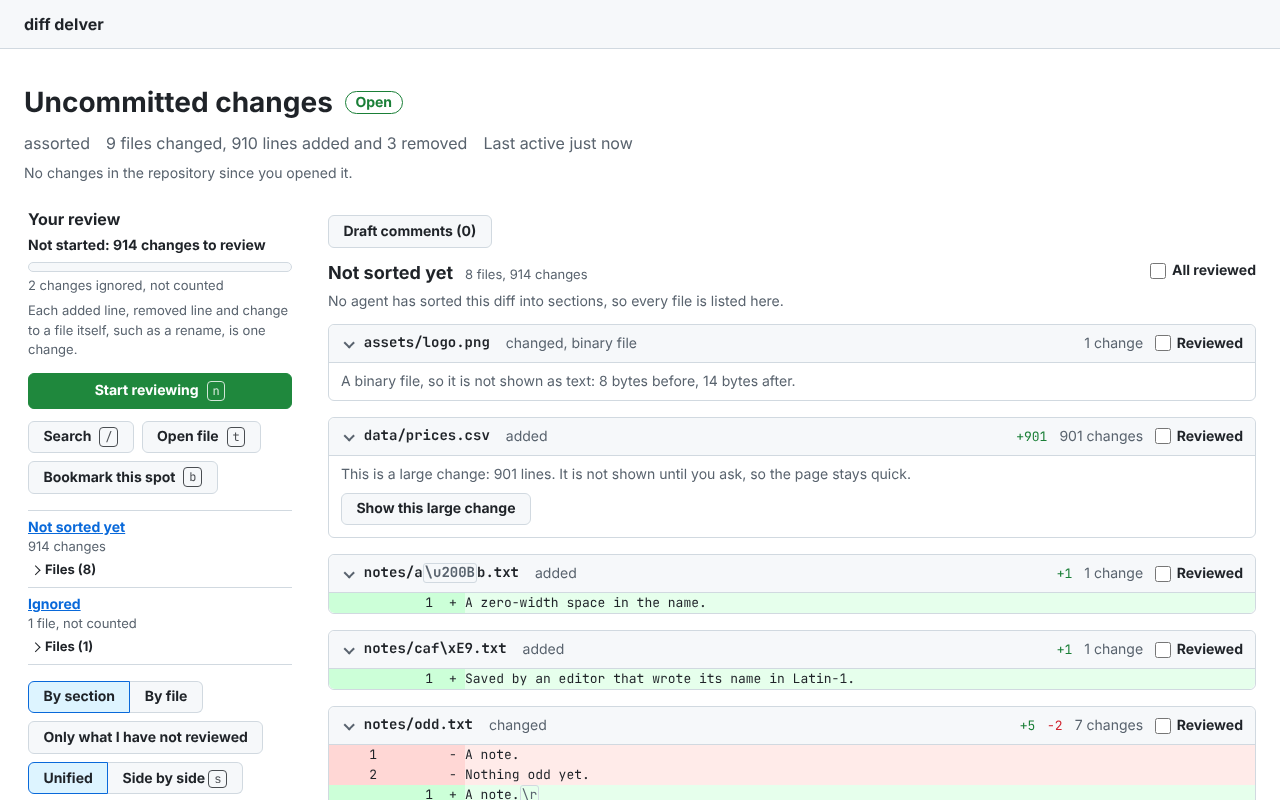 diff delver
Uncommitted changes Open
assorted 9 files changed, 910 lines added and 3 removed Last active just now
No changes in the repository since you opened it.
Your review
Not started: 914 changes to review
2 changes ignored, not counted
Each added line, removed line and change
to a file itself, such as a rename, is one
change.
Start reviewing n
Search / Open file t
Bookmark this spot b
Not sorted yet
914 changes
Files (8)
Ignored
1 file, not counted
Files (1)
By section By file
Only what I have not reviewed
Unified Side by side s
Draft comments (0)
Not sorted yet 8 files, 914 changes All reviewed
No agent has sorted this diff into sections, so every file is listed here.
assets/logo.png changed, binary file 1 change Reviewed
A binary file, so it is not shown as text: 8 bytes before, 14 bytes after.
data/prices.csv added +901 901 changes Reviewed
This is a large change: 901 lines. It is not shown until you ask, so the page stays quick.
Show this large change
notes/a\u200Bb.txt added +1 1 change Reviewed
1 + A zero-width space in the name.
notes/caf\xE9.txt added +1 1 change Reviewed
1 + Saved by an editor that wrote its name in Latin-1.
notes/odd.txt changed +5 -2 7 changes Reviewed
1 - A note.
2 - Nothing odd yet.
1 + A note.\r